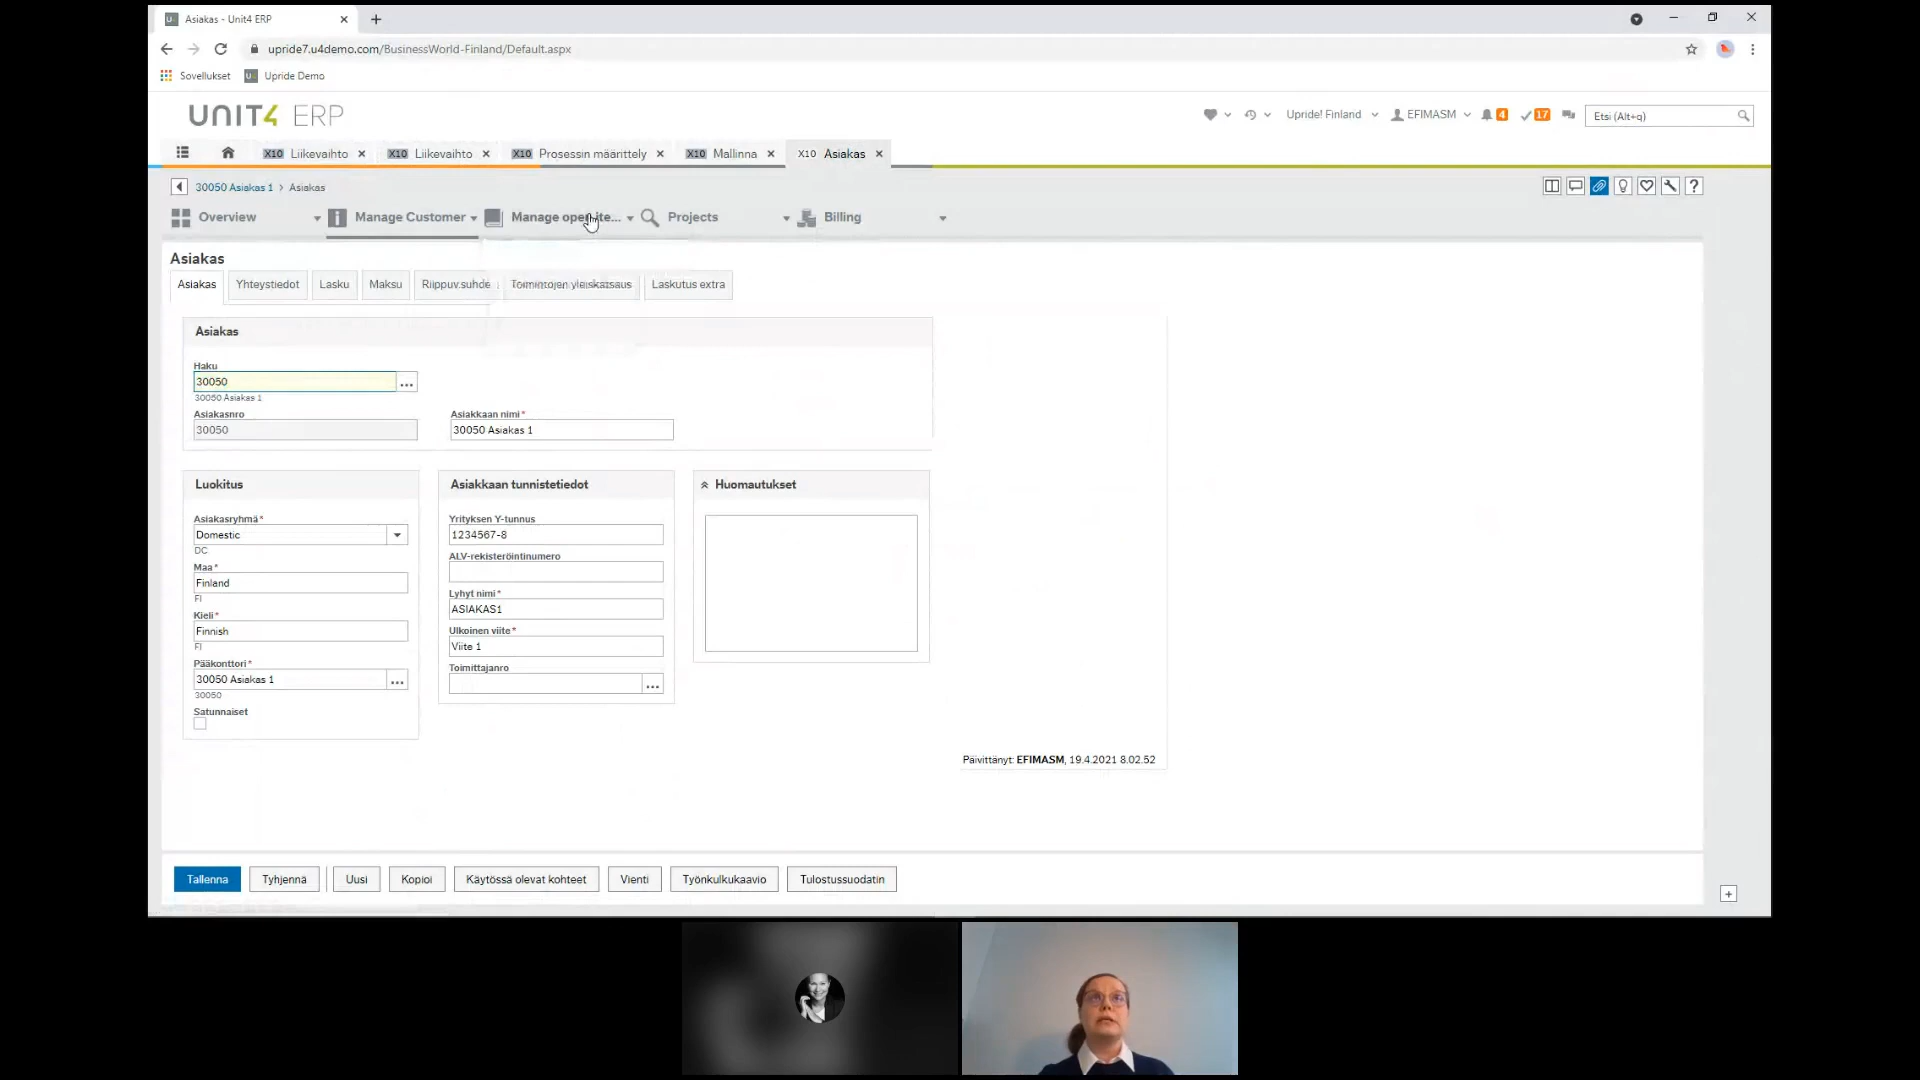 Asiakas - Unit4 ERP
upride7.u4demo.com/BusinessWorld-Finland/Default.aspx
Sovellukset Upride Demo
UNIT4 ERP
Upride! Finland EFIMASM 4 17 Etsi (Alt+q)
X10 Liikevaihto X10 Liikevaihto X10 Prosessin määrittely X10 Mallinna X10 Asiakas
30050 Asiakas 1 > Asiakas
Overview Manage Customer Manage open ite... Projects Billing
Asiakas
Asiakas Yhteystiedot Lasku Maksu Riippuv.suhde Laskutus extra
Asiakas
Haku
30050
30050 Asiakas 1
Asiakasnro Asiakkaan nimi*
30050 30050 Asiakas 1
Luokitus Asiakkaan tunnistetiedot Huomautukset
Asiakasryhmä* Yrityksen Y-tunnus
Domestic 1234567-8
DC ALV-rekisteröintinumero
Maa*
Finland
FI Lyhyt nimi*
ASIAKAS1
Kieli* Ulkoinen viite*
Finnish Viite 1
FI
Pääkonttori* Toimittajanro
30050 Asiakas 1
30050
Satunnaiset
Päivittänyt: EFIMASM, 19.4.2021 8.02.52
Tallenna Tyhjennä Uusi Kopioi Käytössä olevat kohteet Vienti Työnkulkukaavio Tulostussuodatin